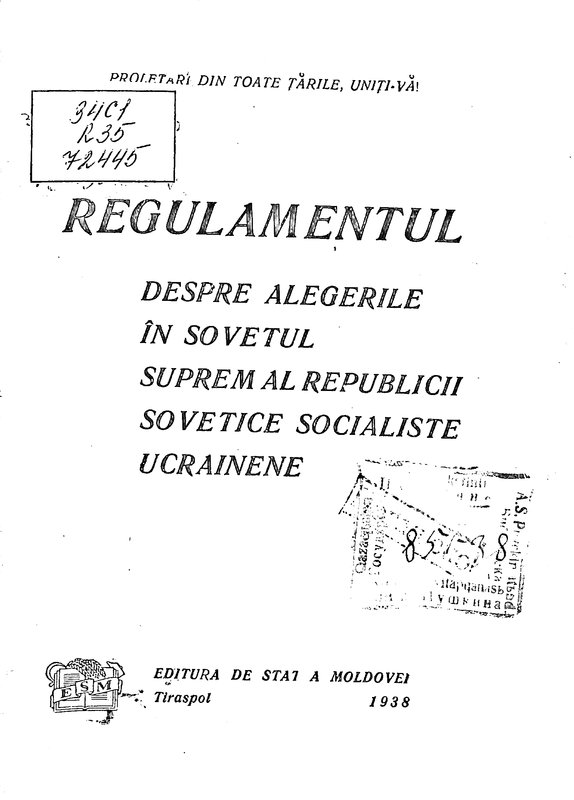 PROLETARI DIN TOATE ȚĂRILE, UNIȚI-VĂ!
34C1
R35
72445
REGULAMENTUL
DESPRE ALEGERILE
ÎN SOVETUL
SUPREM AL REPUBLICII
SOVETICE SOCIALISTE
UCRAINENE
EDITURA DE STAT A MOLDOVEI
Tiraspol 1938
ESM